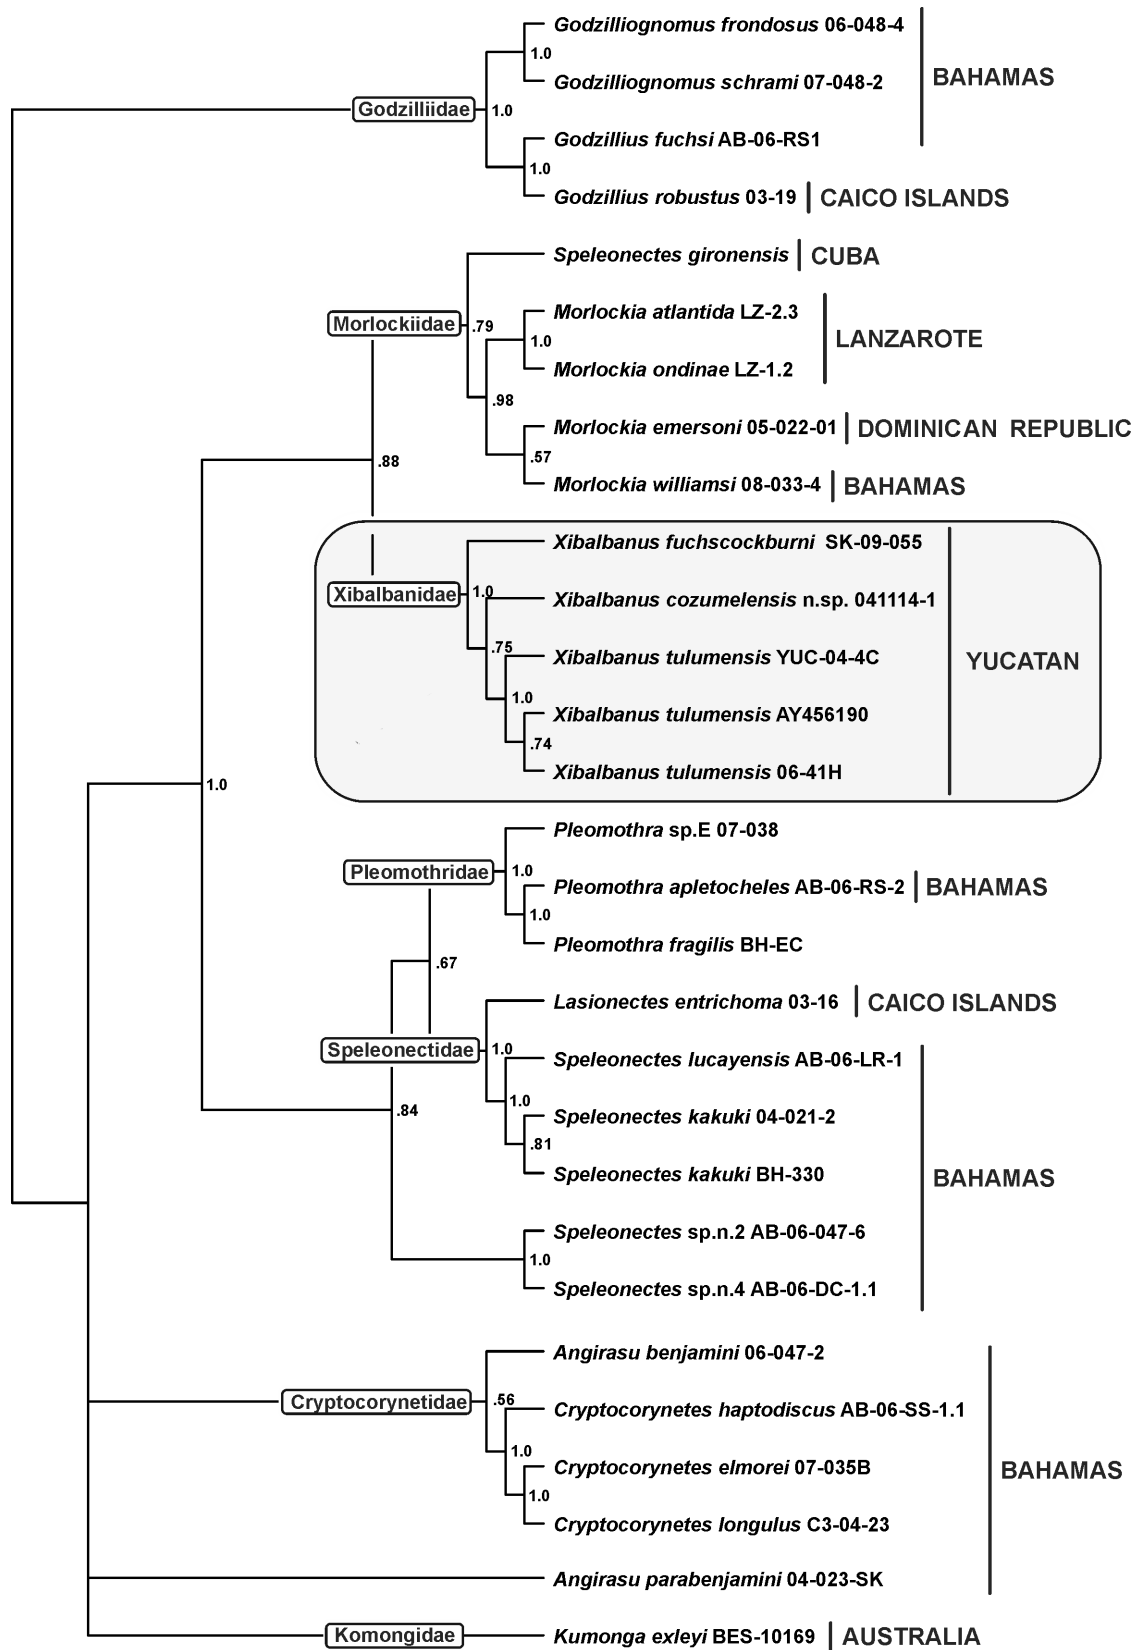 Godzilliognomus frondosus 06-048-4
1.0
BAHAMAS
Godzilliognomus schrami 07-048-2
Godzilliidae
1.0
Godzillius fuchsi AB-06-RS1
1.0
Godzillius robustus 03-19
CAICO ISLANDS
Speleonectes gironensis
CUBA
Morlockia atlantida LZ-2.3
Morlockiidae
.79
1.0
LANZAROTE
Morlockia ondinae LZ-1.2
.98
Morlockia emersoni 05-022-01
DOMINICAN REPUBLIC
.57
.88
Morlockia williamsi 08-033-4
BAHAMAS
Xibalbanus fuchscockburni SK-09-055
Xibalbanidae
1.0
Xibalbanus cozumelensis n.sp. 041114-1
.75
Xibalbanus tulumensis YUC-04-4C
YUCATAN
1.0
Xibalbanus tulumensis AY456190
.74
Xibalbanus tulumensis 06-41H
1.0
Pleomothra sp.E 07-038
Pleomothridae
1.0
Pleomothra apletocheles AB-06-RS-2
BAHAMAS
1.0
Pleomothra fragilis BH-EC
.67
Lasionectes entrichoma 03-16
CAICO ISLANDS
Speleonectidae
1.0
Speleonectes lucayensis AB-06-LR-1
1.0
.84
Speleonectes kakuki 04-021-2
.81
Speleonectes kakuki BH-330
BAHAMAS
Speleonectes sp.n.2 AB-06-047-6
1.0
Speleonectes sp.n.4 AB-06-DC-1.1
Angirasu benjamini 06-047-2
Cryptocorynetidae
.56
Cryptocorynetes haptodiscus AB-06-SS-1.1
1.0
Cryptocorynetes elmorei 07-035B
BAHAMAS
1.0
Cryptocorynetes longulus C3-04-23
Angirasu parabenjamini 04-023-SK
Komongidae
Kumonga exleyi BES-10169
AUSTRALIA